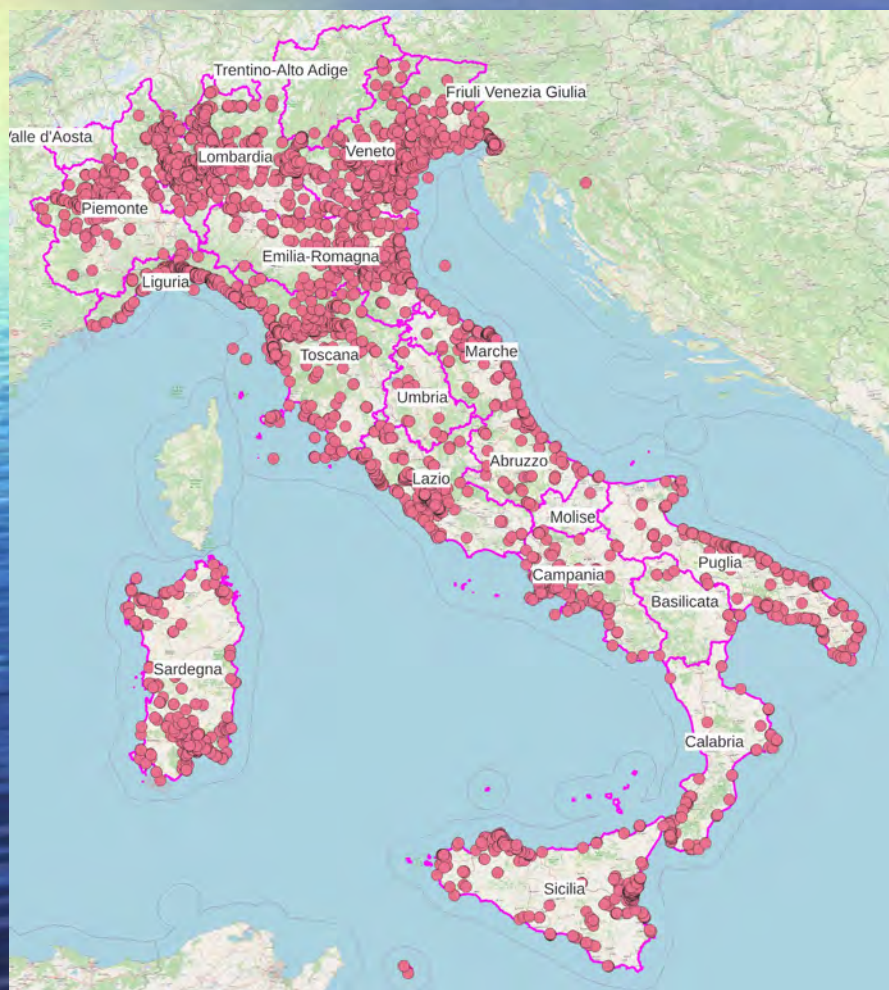 Trentino-Alto Adige
Friuli Venezia Giulia
Valle d'Aosta
Lombardia
Veneto
Piemonte
Emilia-Romagna
Liguria
Toscana
Marche
Umbria
Abruzzo
Lazio
Molise
Puglia
Campania
Basilicata
Sardegna
Calabria
Sicilia